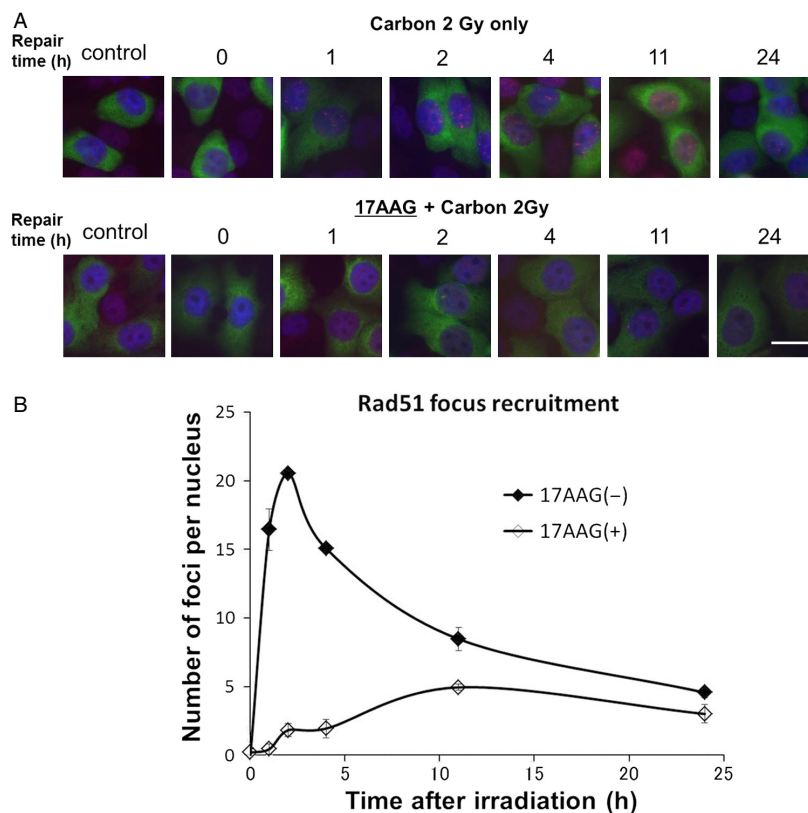 A
Carbon 2 Gy only
Repair
time (h)
control 0 1 2 4 11 24
17AAG + Carbon 2Gy
Repair
time (h)
control 0 1 2 4 11 24
B
Rad51 focus recruitment
Number of foci per nucleus
25
20
15
10
5
0
17AAG(−)
17AAG(+)
0 5 10 15 20 25
Time after irradiation (h)